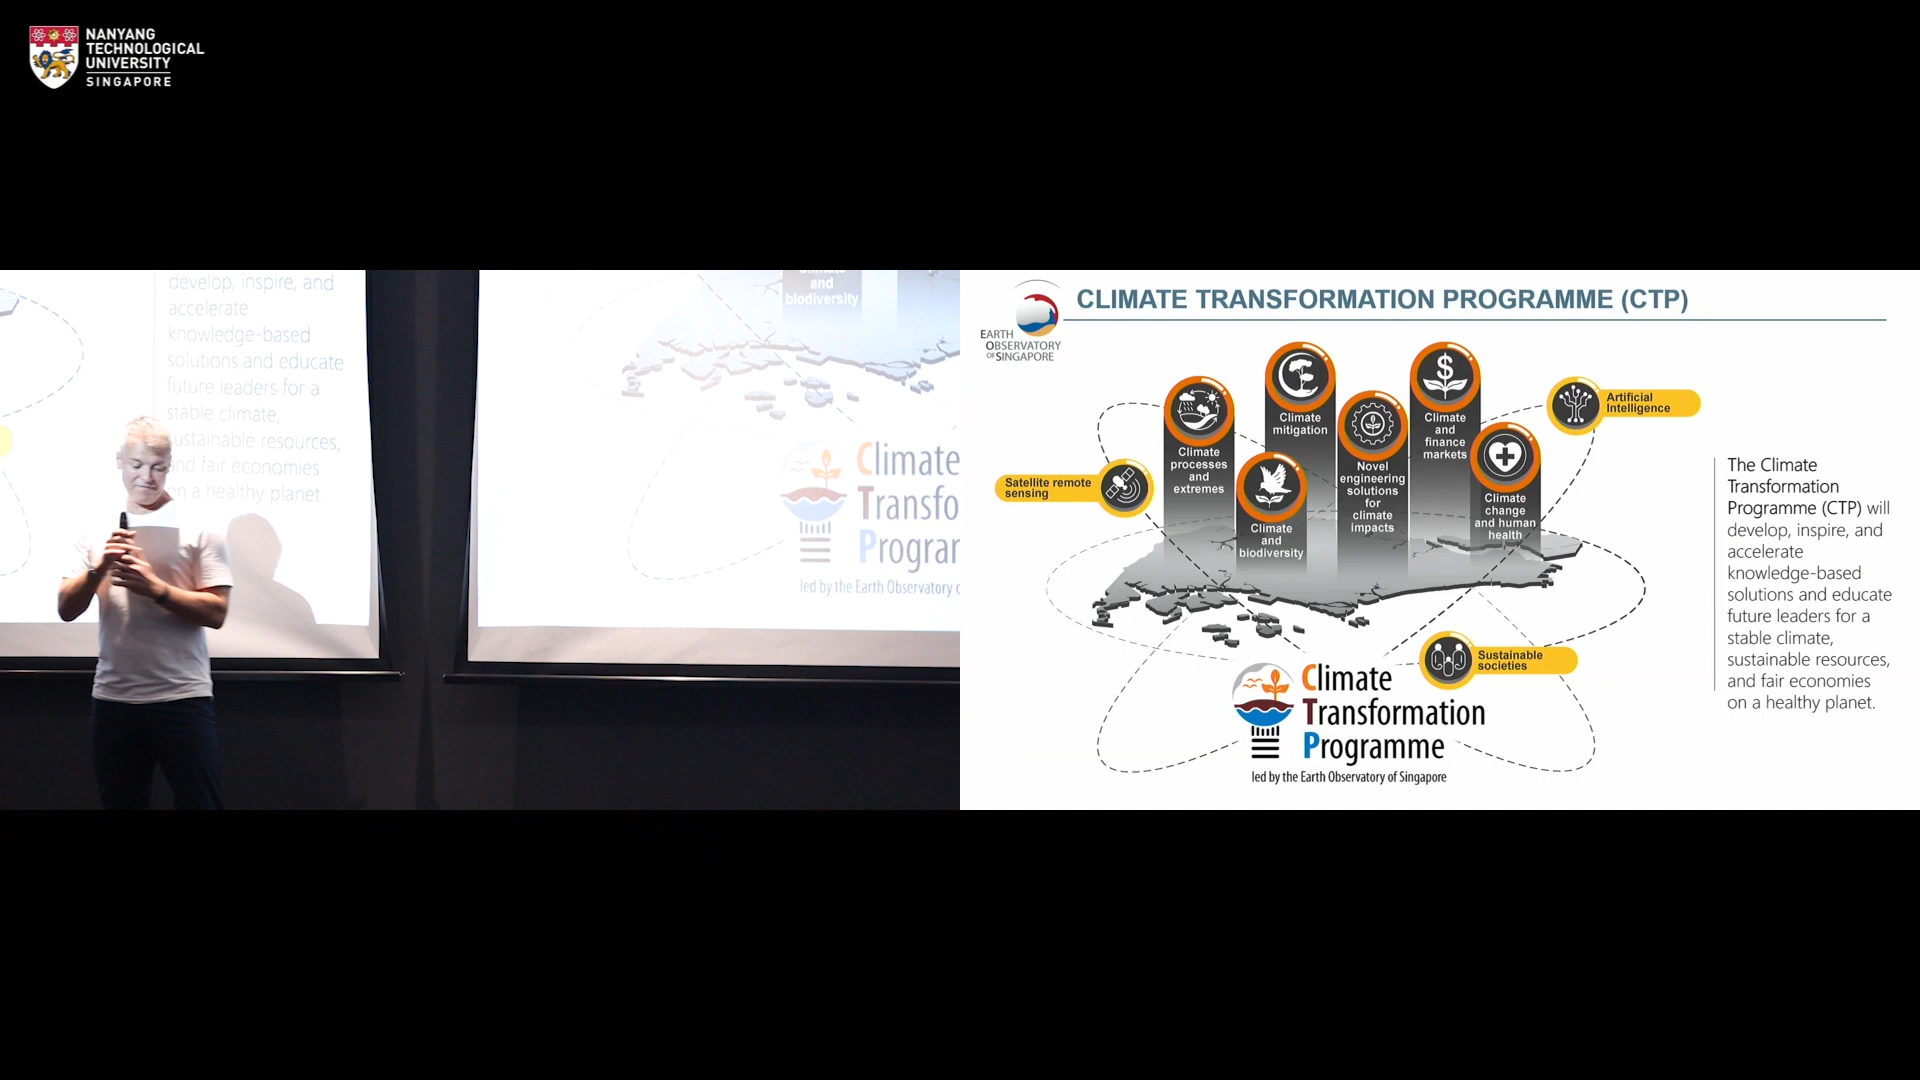 NANYANG
TECHNOLOGICAL
UNIVERSITY
SINGAPORE
develop, inspire, and
accelerate
knowledge-based
solutions and educate
future leaders for a
stable climate,
sustainable resources,
and fair economies
on a healthy planet.
and
biodiversity
Climate
Transfo
Prograr
led by the Earth Observatory
EARTH
OBSERVATORY
OF SINGAPORE
CLIMATE TRANSFORMATION PROGRAMME (CTP)
Climate
processes
and
extremes
Climate
mitigation
Climate
and
biodiversity
Novel
engineering
solutions
for
climate
impacts
Climate
and
finance
markets
Climate
change
and human
health
Artificial
Intelligence
Satellite remote
sensing
Sustainable
societies
Climate
Transformation
Programme
led by the Earth Observatory of Singapore
The Climate
Transformation
Programme (CTP) will
develop, inspire, and
accelerate
knowledge-based
solutions and educate
future leaders for a
stable climate,
sustainable resources,
and fair economies
on a healthy planet.